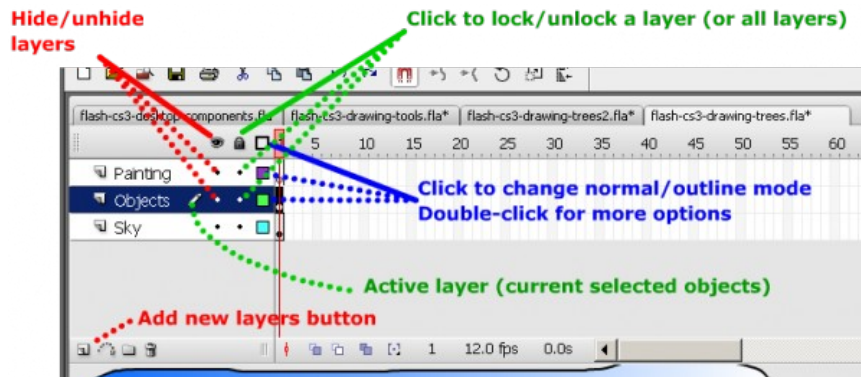 Hide/unhide
layers
Click to lock/unlock a layer (or all layers)
flash-cs3-desktop-components.fla flash-cs3-drawing-tools.fla* flash-cs3-drawing-trees2.fla* flash-cs3-drawing-trees.fla*
5 10 15 20 25 30 35 40 45 50 55 60
Painting
Click to change normal/outline mode
Objects
Double-click for more options
Sky
Active layer (current selected objects)
Add new layers button
1 12.0 fps 0.0s